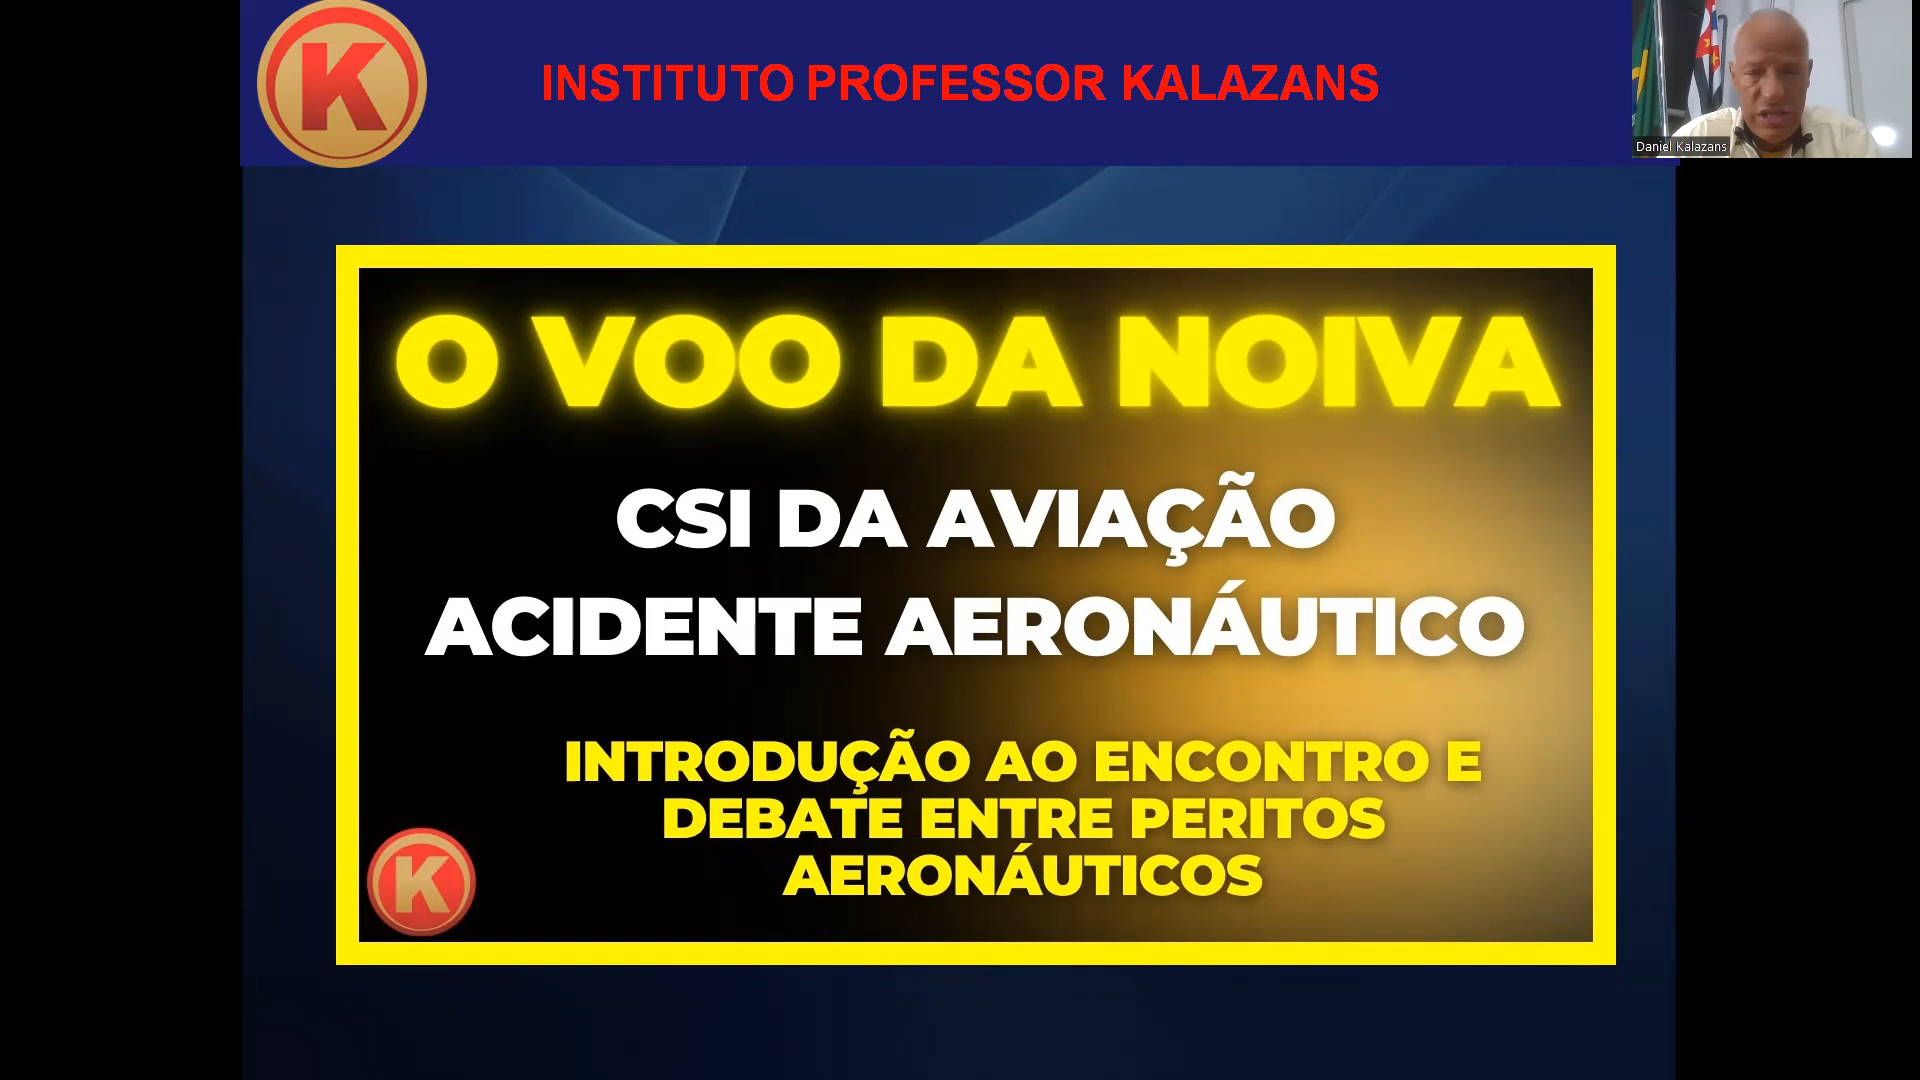 K
INSTITUTO PROFESSOR KALAZANS
Daniel Kalazans
O VOO DA NOIVA
CSI DA AVIAÇÃO
ACIDENTE AERONÁUTICO
INTRODUÇÃO AO ENCONTRO E
DEBATE ENTRE PERITOS
AERONÁUTICOS
K